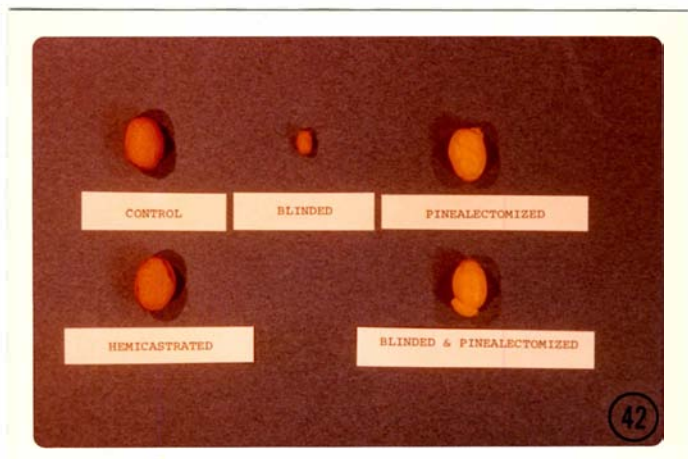 CONTROL
BLINDED
PINEALECTOMIZED
HEMICASTRATED
BLINDED & PINEALECTOMIZED
42